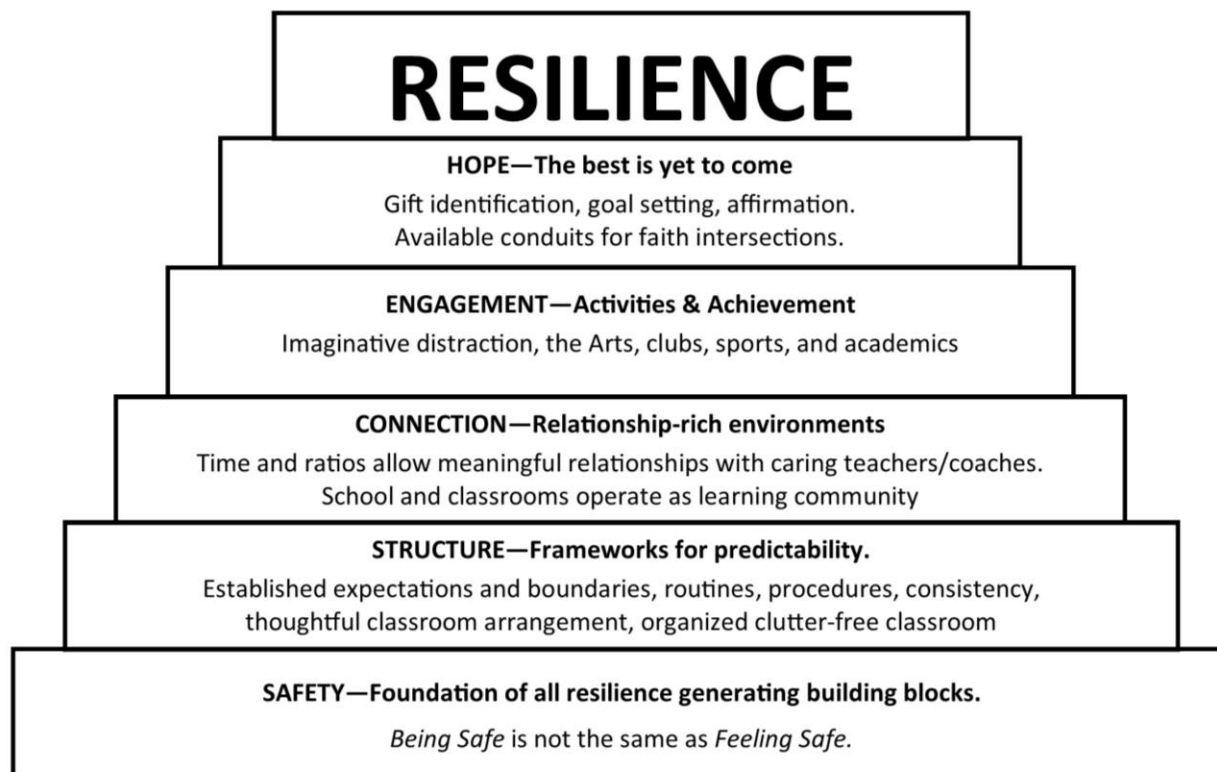 RESILIENCE
HOPE—The best is yet to come
Gift identification, goal setting, affirmation.
Available conduits for faith intersections.
ENGAGEMENT—Activities & Achievement
Imaginative distraction, the Arts, clubs, sports, and academics
CONNECTION—Relationship-rich environments
Time and ratios allow meaningful relationships with caring teachers/coaches.
School and classrooms operate as learning community
STRUCTURE—Frameworks for predictability.
Established expectations and boundaries, routines, procedures, consistency,
thoughtful classroom arrangement, organized clutter-free classroom
SAFETY—Foundation of all resilience generating building blocks.
Being Safe is not the same as Feeling Safe.